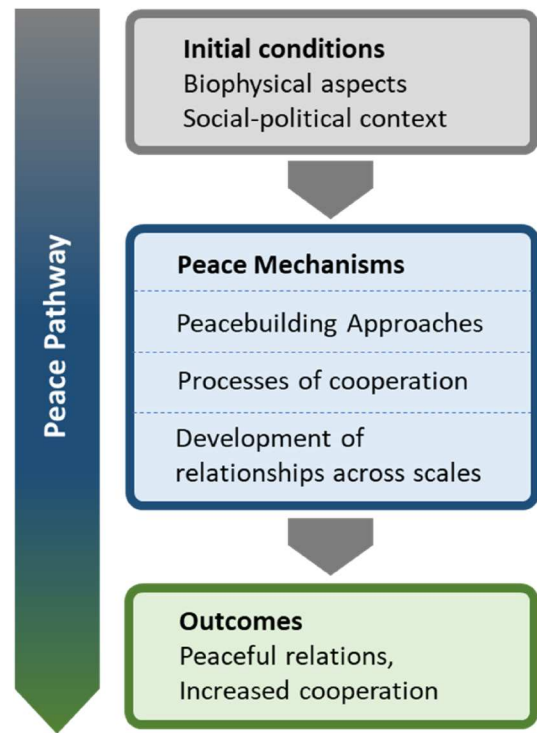 Peace Pathway
Initial conditions
Biophysical aspects
Social-political context
Peace Mechanisms
Peacebuilding Approaches
Processes of cooperation
Development of
relationships across scales
Outcomes
Peaceful relations,
Increased cooperation